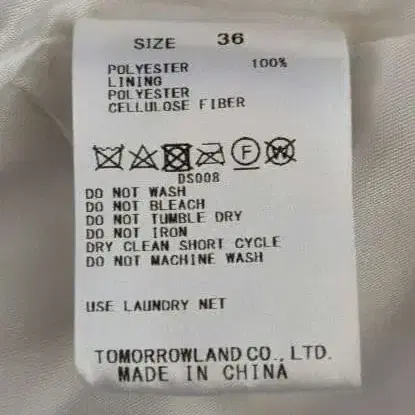 SIZE 36
POLYESTER 100%
LINING
POLYESTER
CELLULOSE FIBER
F W
DS008
DO NOT WASH
DO NOT BLEACH
DO NOT TUMBLE DRY
DO NOT IRON
DRY CLEAN SHORT CYCLE
DO NOT MACHINE WASH
USE LAUNDRY NET
TOMORROWLAND CO., LTD.
MADE IN CHINA